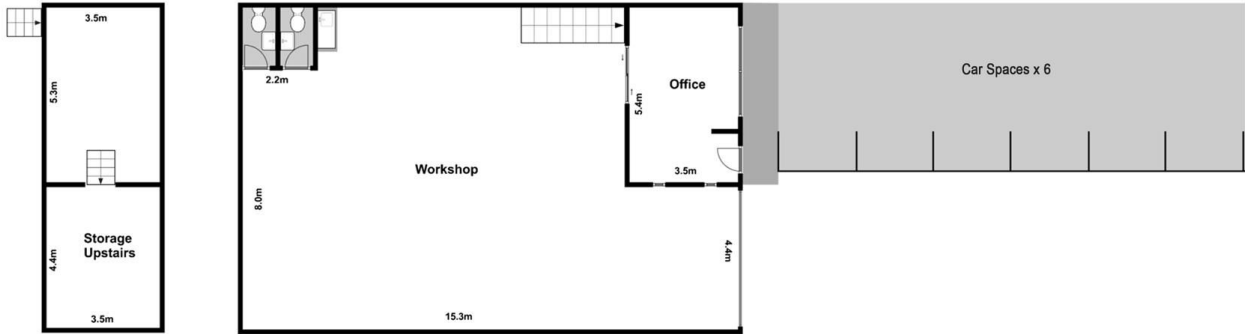 3.5m
5.3m
4.4m
Storage
Upstairs
3.5m
2.2m
8.0m
Workshop
15.3m
Office
5.4m
3.5m
4.4m
Car Spaces x 6